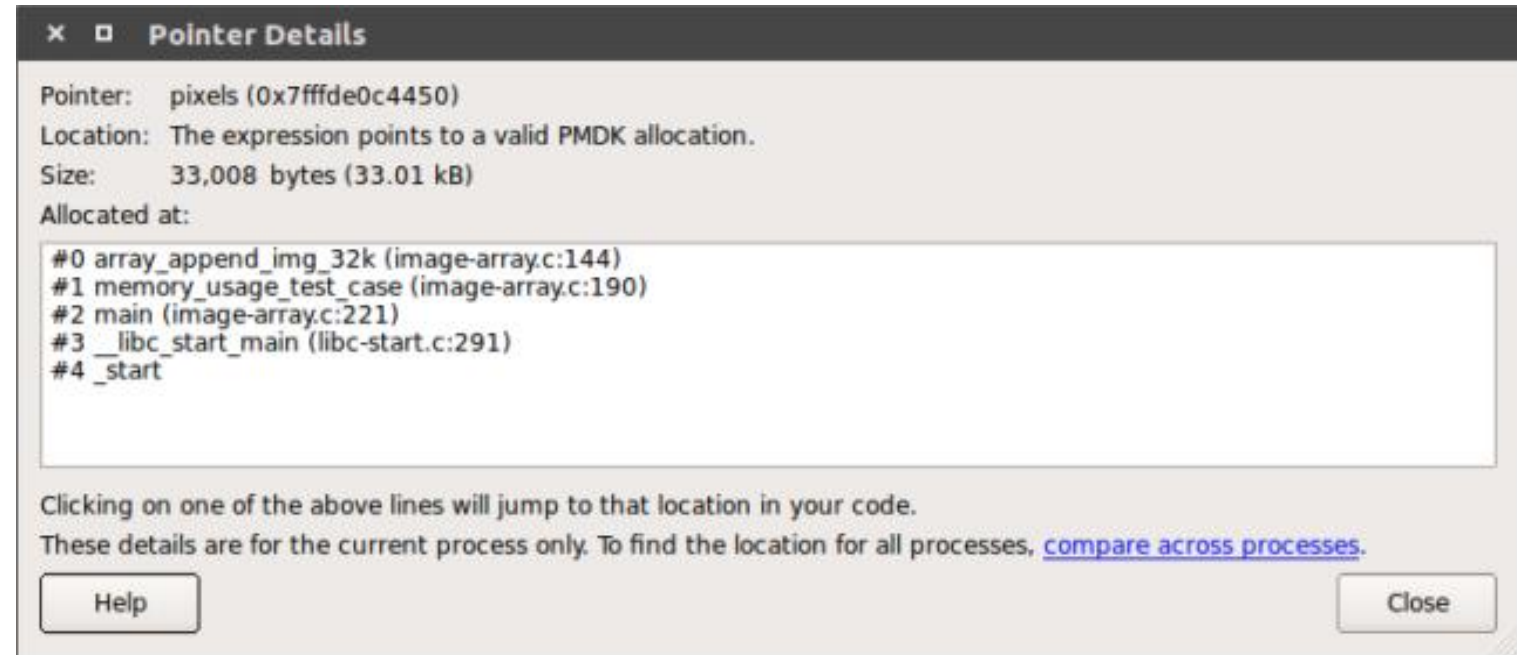 Pointer Details
Pointer: pixels (0x7fffde0c4450)
Location: The expression points to a valid PMDK allocation.
Size: 33,008 bytes (33.01 kB)
Allocated at:
#0 array_append_img_32k (image-array.c:144)
#1 memory_usage_test_case (image-array.c:190)
#2 main (image-array.c:221)
#3 __libc_start_main (libc-start.c:291)
#4 _start
Clicking on one of the above lines will jump to that location in your code.
These details are for the current process only. To find the location for all processes, compare across processes.
Help Close